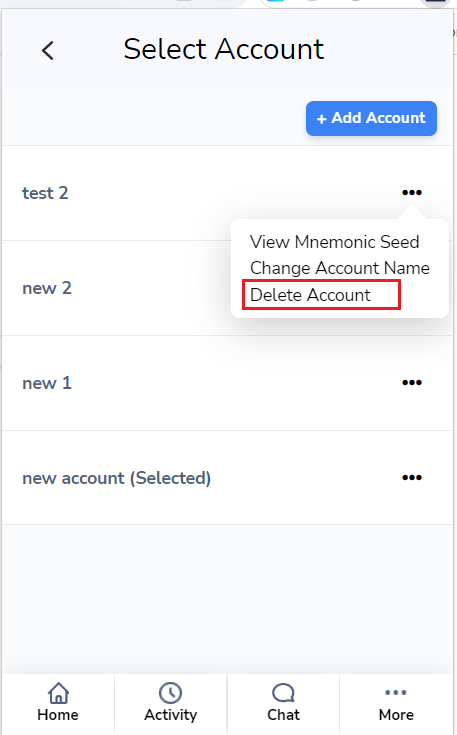 Select Account
+ Add Account
test 2
View Mnemonic Seed
Change Account Name
Delete Account
new 2
new 1
new account (Selected)
Home
Activity
Chat
More